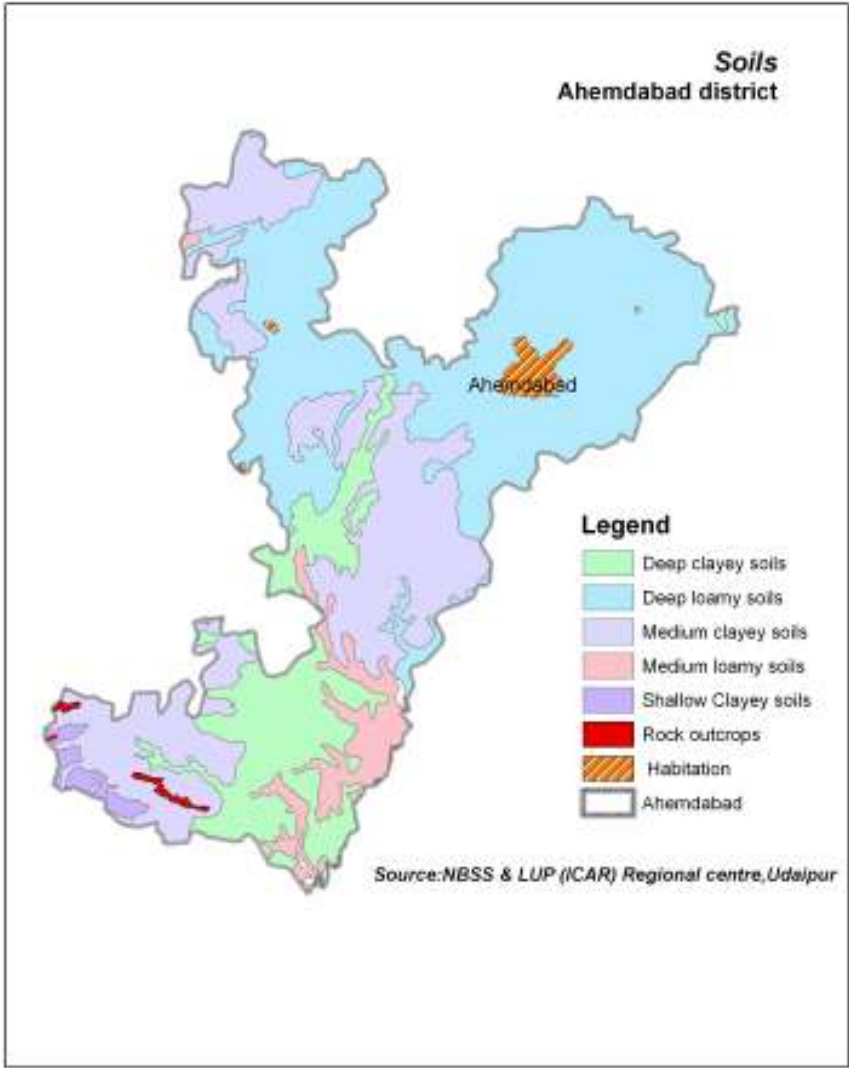 Soils
Ahemdabad district
Ahemdabad
Legend
Deep clayey soils
Deep loamy soils
Medium clayey soils
Medium loamy soils
Shallow Clayey soils
Rock outcrops
Habitation
Ahemdabad
Source:NBSS & LUP (ICAR) Regional centre,Udaipur